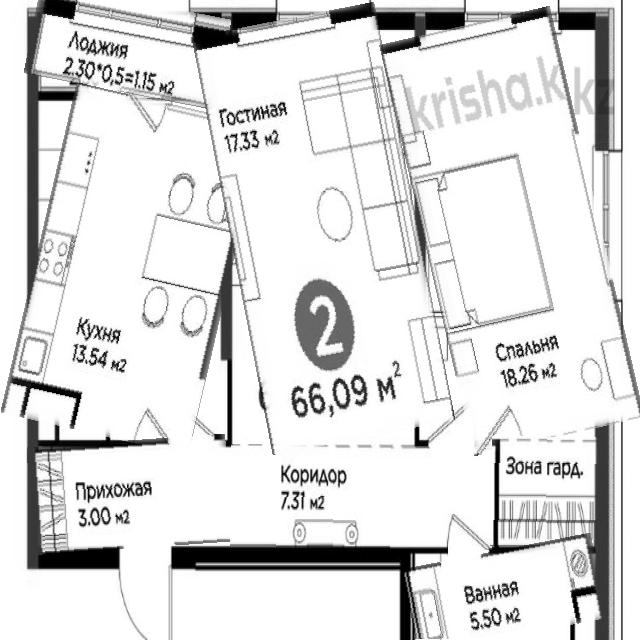 Лоджия
2.30*0,5=1.15 м2
Гостиная
17.33 м2
krisha.k
kz
Кухня
13.54 м2
2
66,09 м2
Спальня
18.26 м2
Прихожая
3.00 м2
Коридор
7.31 м2
Зона гард.
Ванная
5.50 м2